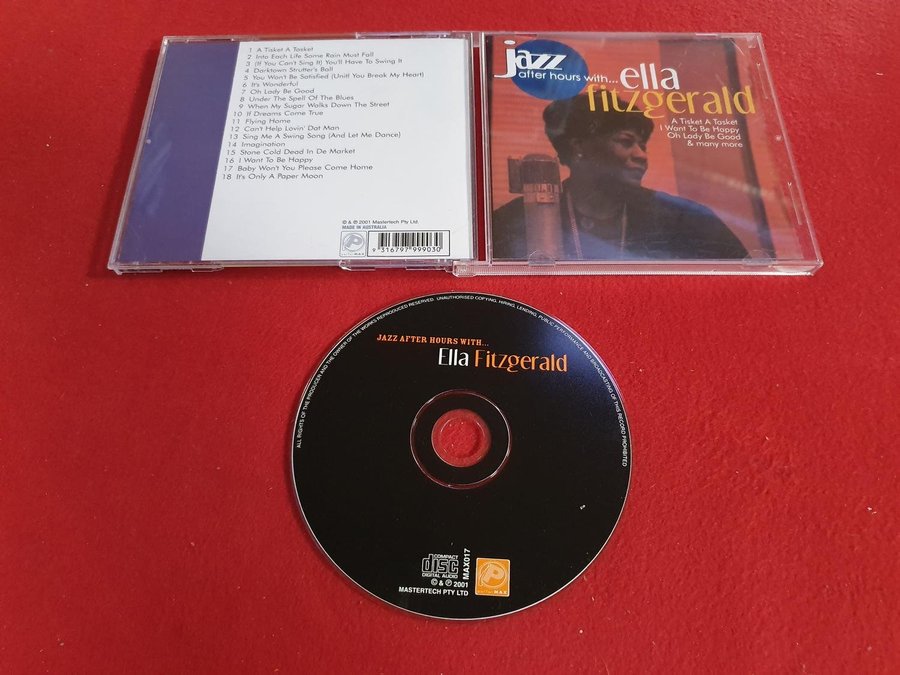 1 A Tisket A Tasket
2 Into Each Life Some Rain Must Fall
3 (If You Can't Sing It) You'll Have To Swing It
4 Darktown Strutter's Ball
5 You Won't Be Satisfied (Unitl You Break My Heart)
6 It's Wonderful
7 Oh Lady Be Good
8 Under The Spell Of The Blues
9 When My Sugar Walks Down The Street
10 If Dreams Come True
11 Flying Home
12 Can't Help Lovin' Dat Man
13 Sing Me A Swing Song (And Let Me Dance)
14 Imagination
15 Stone Cold Dead In De Market
16 I Want To Be Happy
17 Baby Won't You Please Come Home
18 It's Only A Paper Moon
© & ℗ 2001 Mastertech Pty Ltd.
MADE IN AUSTRALIA
9 316797 999030
jazz
after hours with...
ella
fitzgerald
A Tisket A Tasket
I Want To Be Happy
Oh Lady Be Good
& many more
ALL RIGHTS OF THE PRODUCER AND THE OWNER OF THE WORKS REPRODUCED RESERVED. UNAUTHORISED COPYING, HIRING, LENDING, PUBLIC PERFORMANCE AND BROADCASTING OF THIS RECORD PROHIBITED
JAZZ AFTER HOURS WITH...
Ella Fitzgerald
COMPACT
disc
DIGITAL AUDIO
© & ℗ 2001
MASTERTECH PTY LTD
MAX017